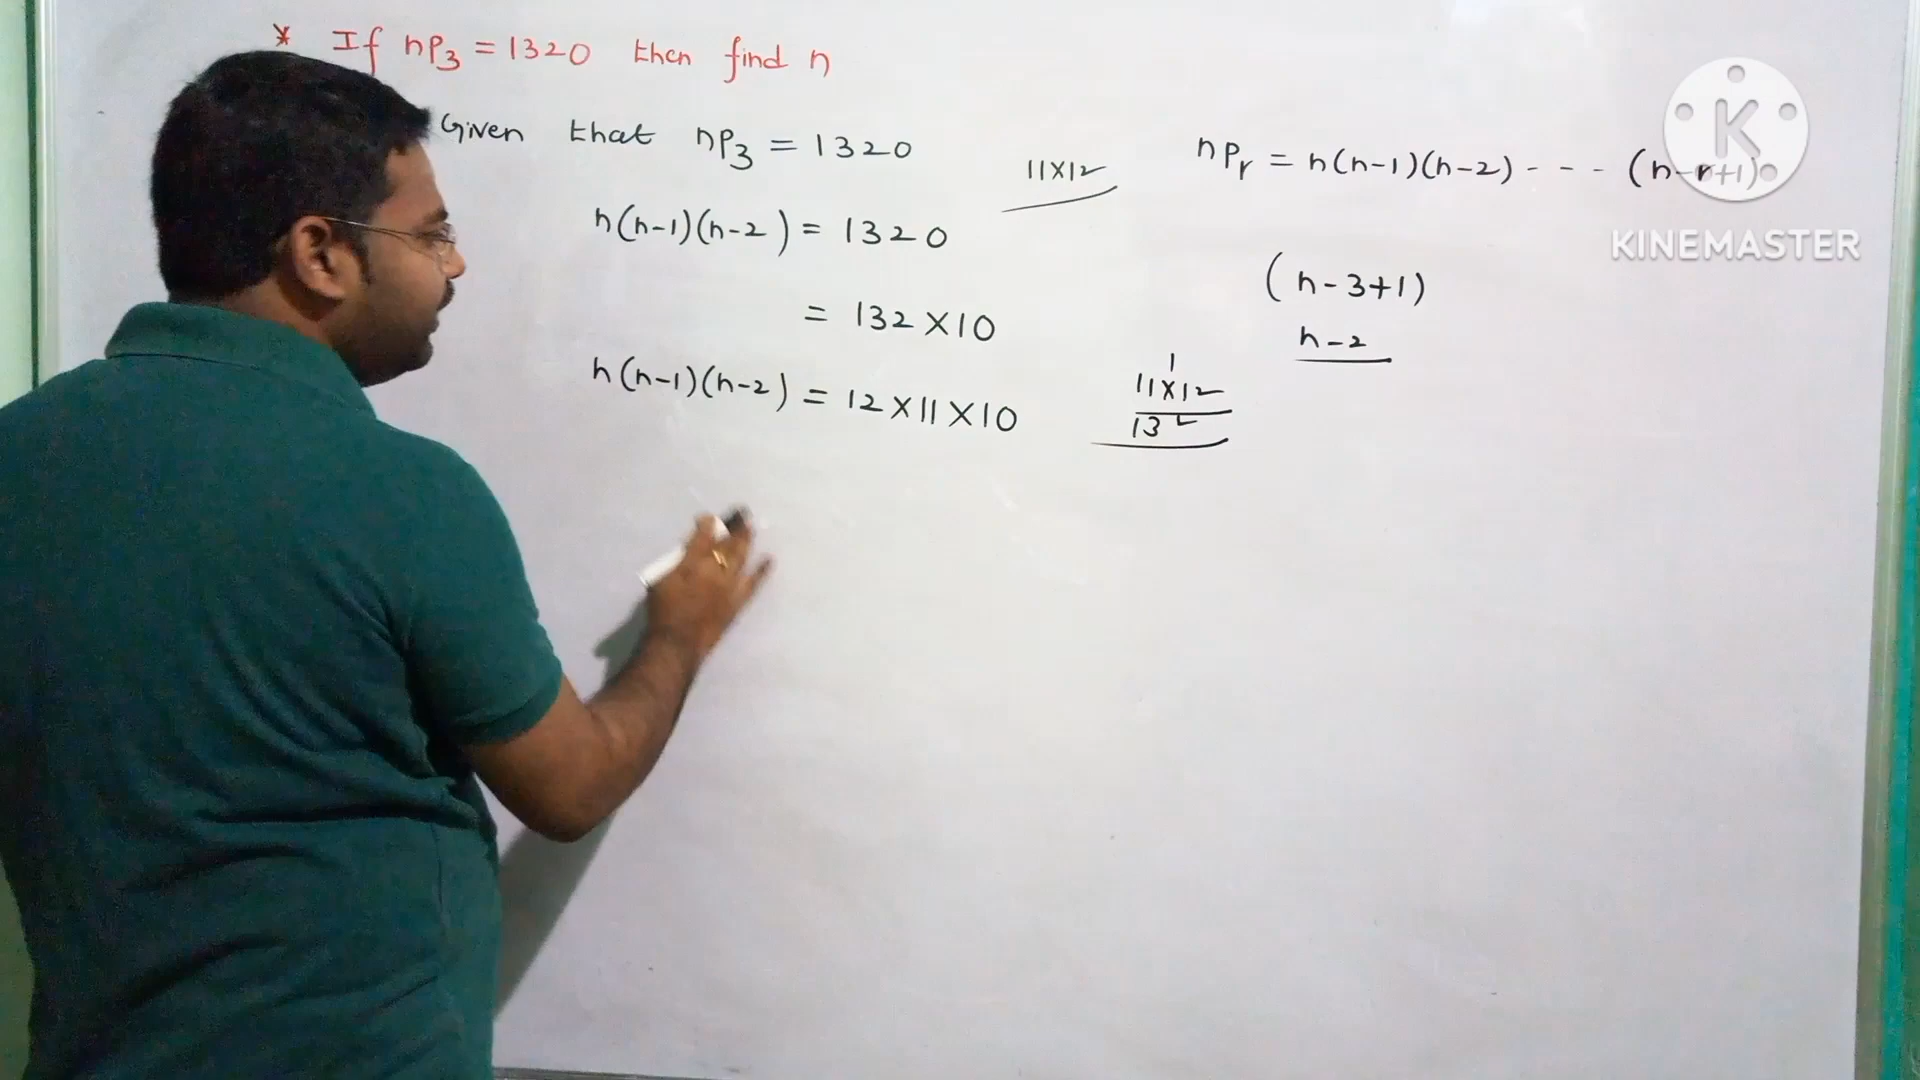 * If nP3 = 1320 then find n
Given that nP3 = 1320
n(n-1)(n-2) = 1320
= 132 × 10
n(n-1)(n-2) = 12 × 11 × 10
11×12
nPr = n(n-1)(n-2) - - - (n-r+1)
(n-3+1)
n-2
1
11×12
132
K
KINEMASTER